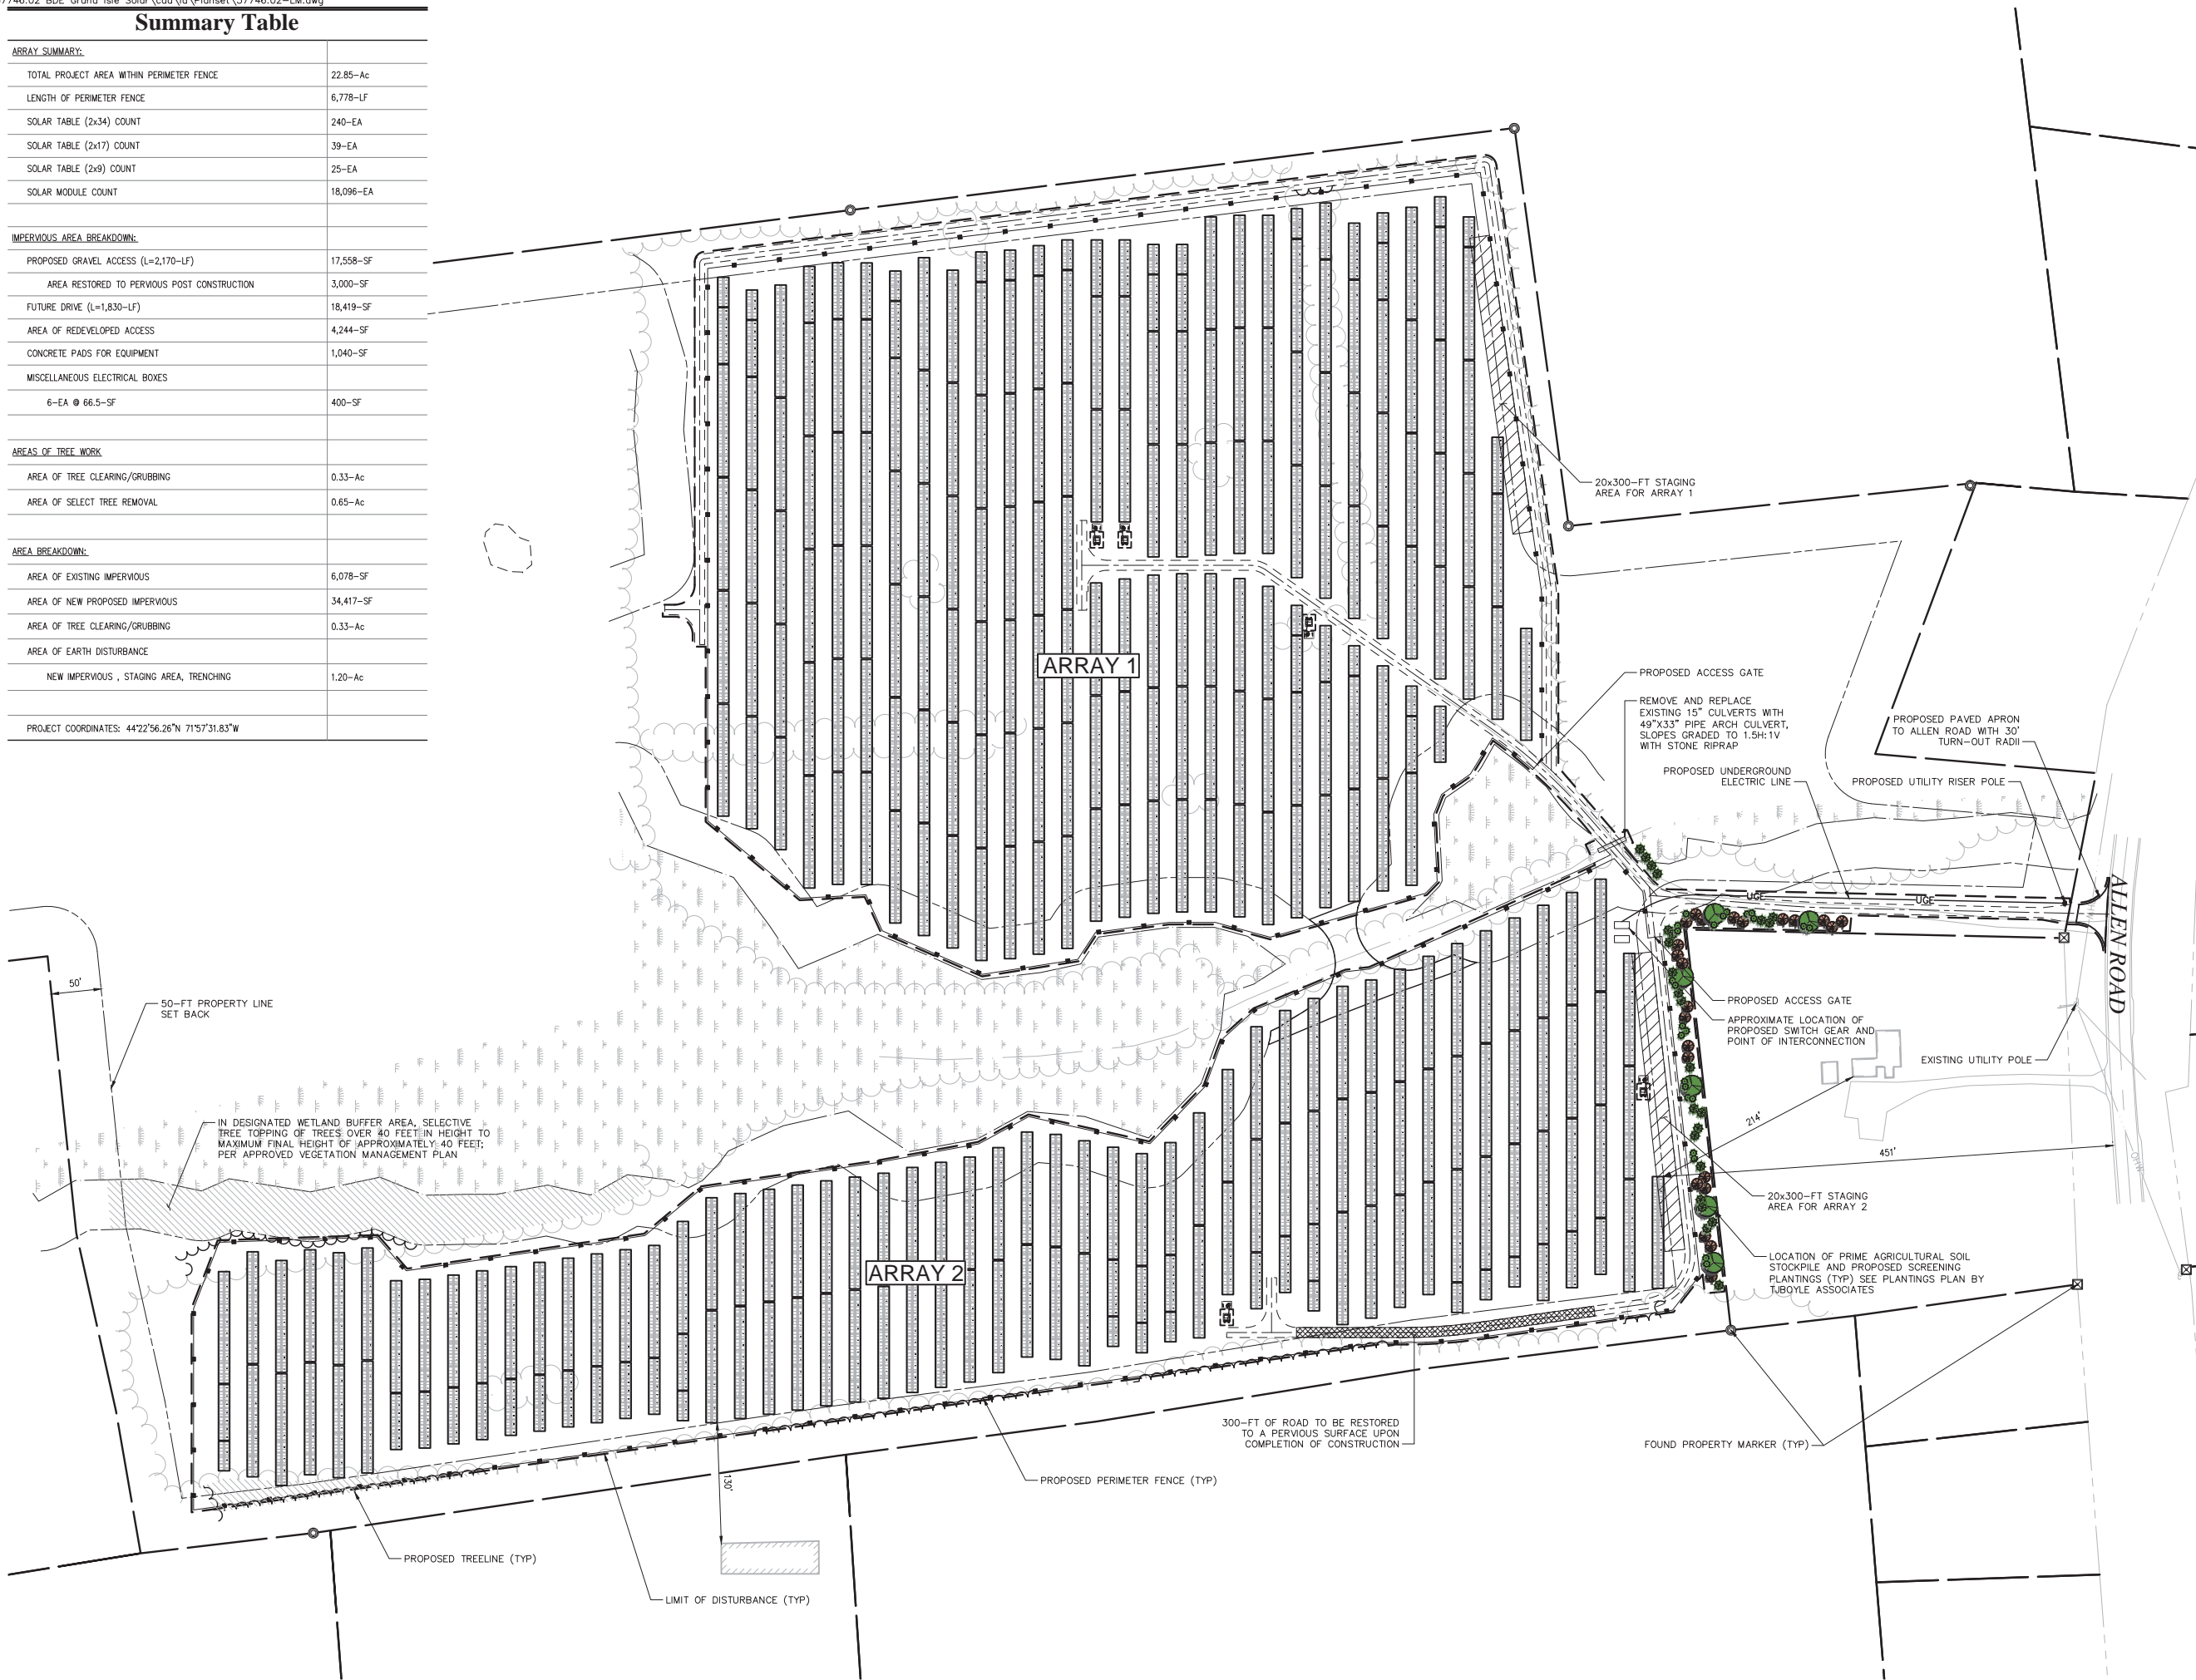 Summary Table
ARRAY SUMMARY:
TOTAL PROJECT AREA WITHIN PERIMETER FENCE 22.85-Ac
LENGTH OF PERIMETER FENCE 6,778-LF
SOLAR TABLE (2x34) COUNT 240-EA
SOLAR TABLE (2x17) COUNT 39-EA
SOLAR TABLE (2x9) COUNT 25-EA
SOLAR MODULE COUNT 18,096-EA
IMPERVIOUS AREA BREAKDOWN:
PROPOSED GRAVEL ACCESS (L=2,170-LF) 17,558-SF
AREA RESTORED TO PERVIOUS POST CONSTRUCTION 3,000-SF
FUTURE DRIVE (L=1,830-LF) 18,419-SF
AREA OF REDEVELOPED ACCESS 4,244-SF
CONCRETE PADS FOR EQUIPMENT 1,040-SF
MISCELLANEOUS ELECTRICAL BOXES
6-EA @ 66.5-SF 400-SF
AREAS OF TREE WORK
AREA OF TREE CLEARING/GRUBBING 0.33-Ac
AREA OF SELECT TREE REMOVAL 0.65-Ac
AREA BREAKDOWN:
AREA OF EXISTING IMPERVIOUS 6,078-SF
AREA OF NEW PROPOSED IMPERVIOUS 34,417-SF
AREA OF TREE CLEARING/GRUBBING 0.33-Ac
AREA OF EARTH DISTURBANCE
NEW IMPERVIOUS , STAGING AREA, TRENCHING 1.20-Ac
PROJECT COORDINATES: 44°22'56.26"N 71°57'31.83"W
20x300-FT STAGING
AREA FOR ARRAY 1
ARRAY 1
PROPOSED ACCESS GATE
REMOVE AND REPLACE
EXISTING 15" CULVERTS WITH
49"X33" PIPE ARCH CULVERT,
SLOPES GRADED TO 1.5H:1V
WITH STONE RIPRAP
PROPOSED PAVED APRON
TO ALLEN ROAD WITH 30'
TURN-OUT RADII
PROPOSED UNDERGROUND
ELECTRIC LINE
PROPOSED UTILITY RISER POLE
UGE
UGE
ALLEN ROAD
50'
50-FT PROPERTY LINE
SET BACK
PROPOSED ACCESS GATE
APPROXIMATE LOCATION OF
PROPOSED SWITCH GEAR AND
POINT OF INTERCONNECTION
EXISTING UTILITY POLE
214'
451'
OHW
IN DESIGNATED WETLAND BUFFER AREA, SELECTIVE
TREE TOPPING OF TREES OVER 40 FEET IN HEIGHT TO
MAXIMUM FINAL HEIGHT OF APPROXIMATELY 40 FEET;
PER APPROVED VEGETATION MANAGEMENT PLAN
20x300-FT STAGING
AREA FOR ARRAY 2
ARRAY 2
LOCATION OF PRIME AGRICULTURAL SOIL
STOCKPILE AND PROPOSED SCREENING
PLANTINGS (TYP) SEE PLANTINGS PLAN BY
TJBOYLE ASSOCIATES
300-FT OF ROAD TO BE RESTORED
TO A PERVIOUS SURFACE UPON
COMPLETION OF CONSTRUCTION
FOUND PROPERTY MARKER (TYP)
PROPOSED PERIMETER FENCE (TYP)
130'
PROPOSED TREELINE (TYP)
LIMIT OF DISTURBANCE (TYP)